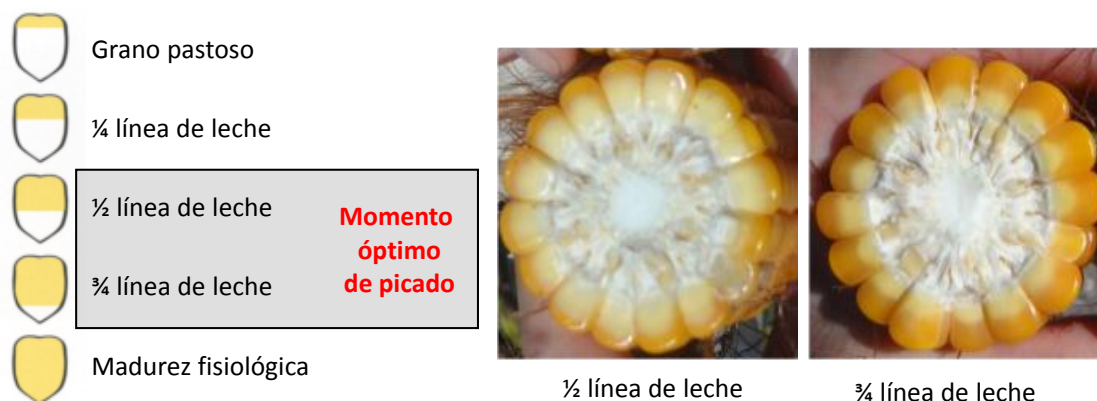 Grano pastoso
¼ línea de leche
½ línea de leche
¾ línea de leche
Momento
óptimo
de picado
Madurez fisiológica
½ línea de leche
¾ línea de leche